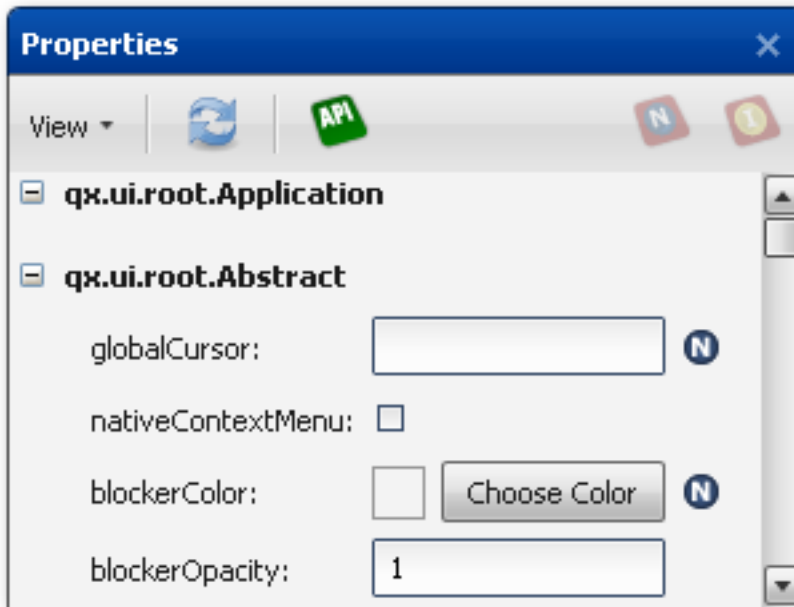 Properties
View
API
N
I
qx.ui.root.Application
qx.ui.root.Abstract
globalCursor: N
nativeContextMenu:
blockerColor: Choose Color N
blockerOpacity: 1